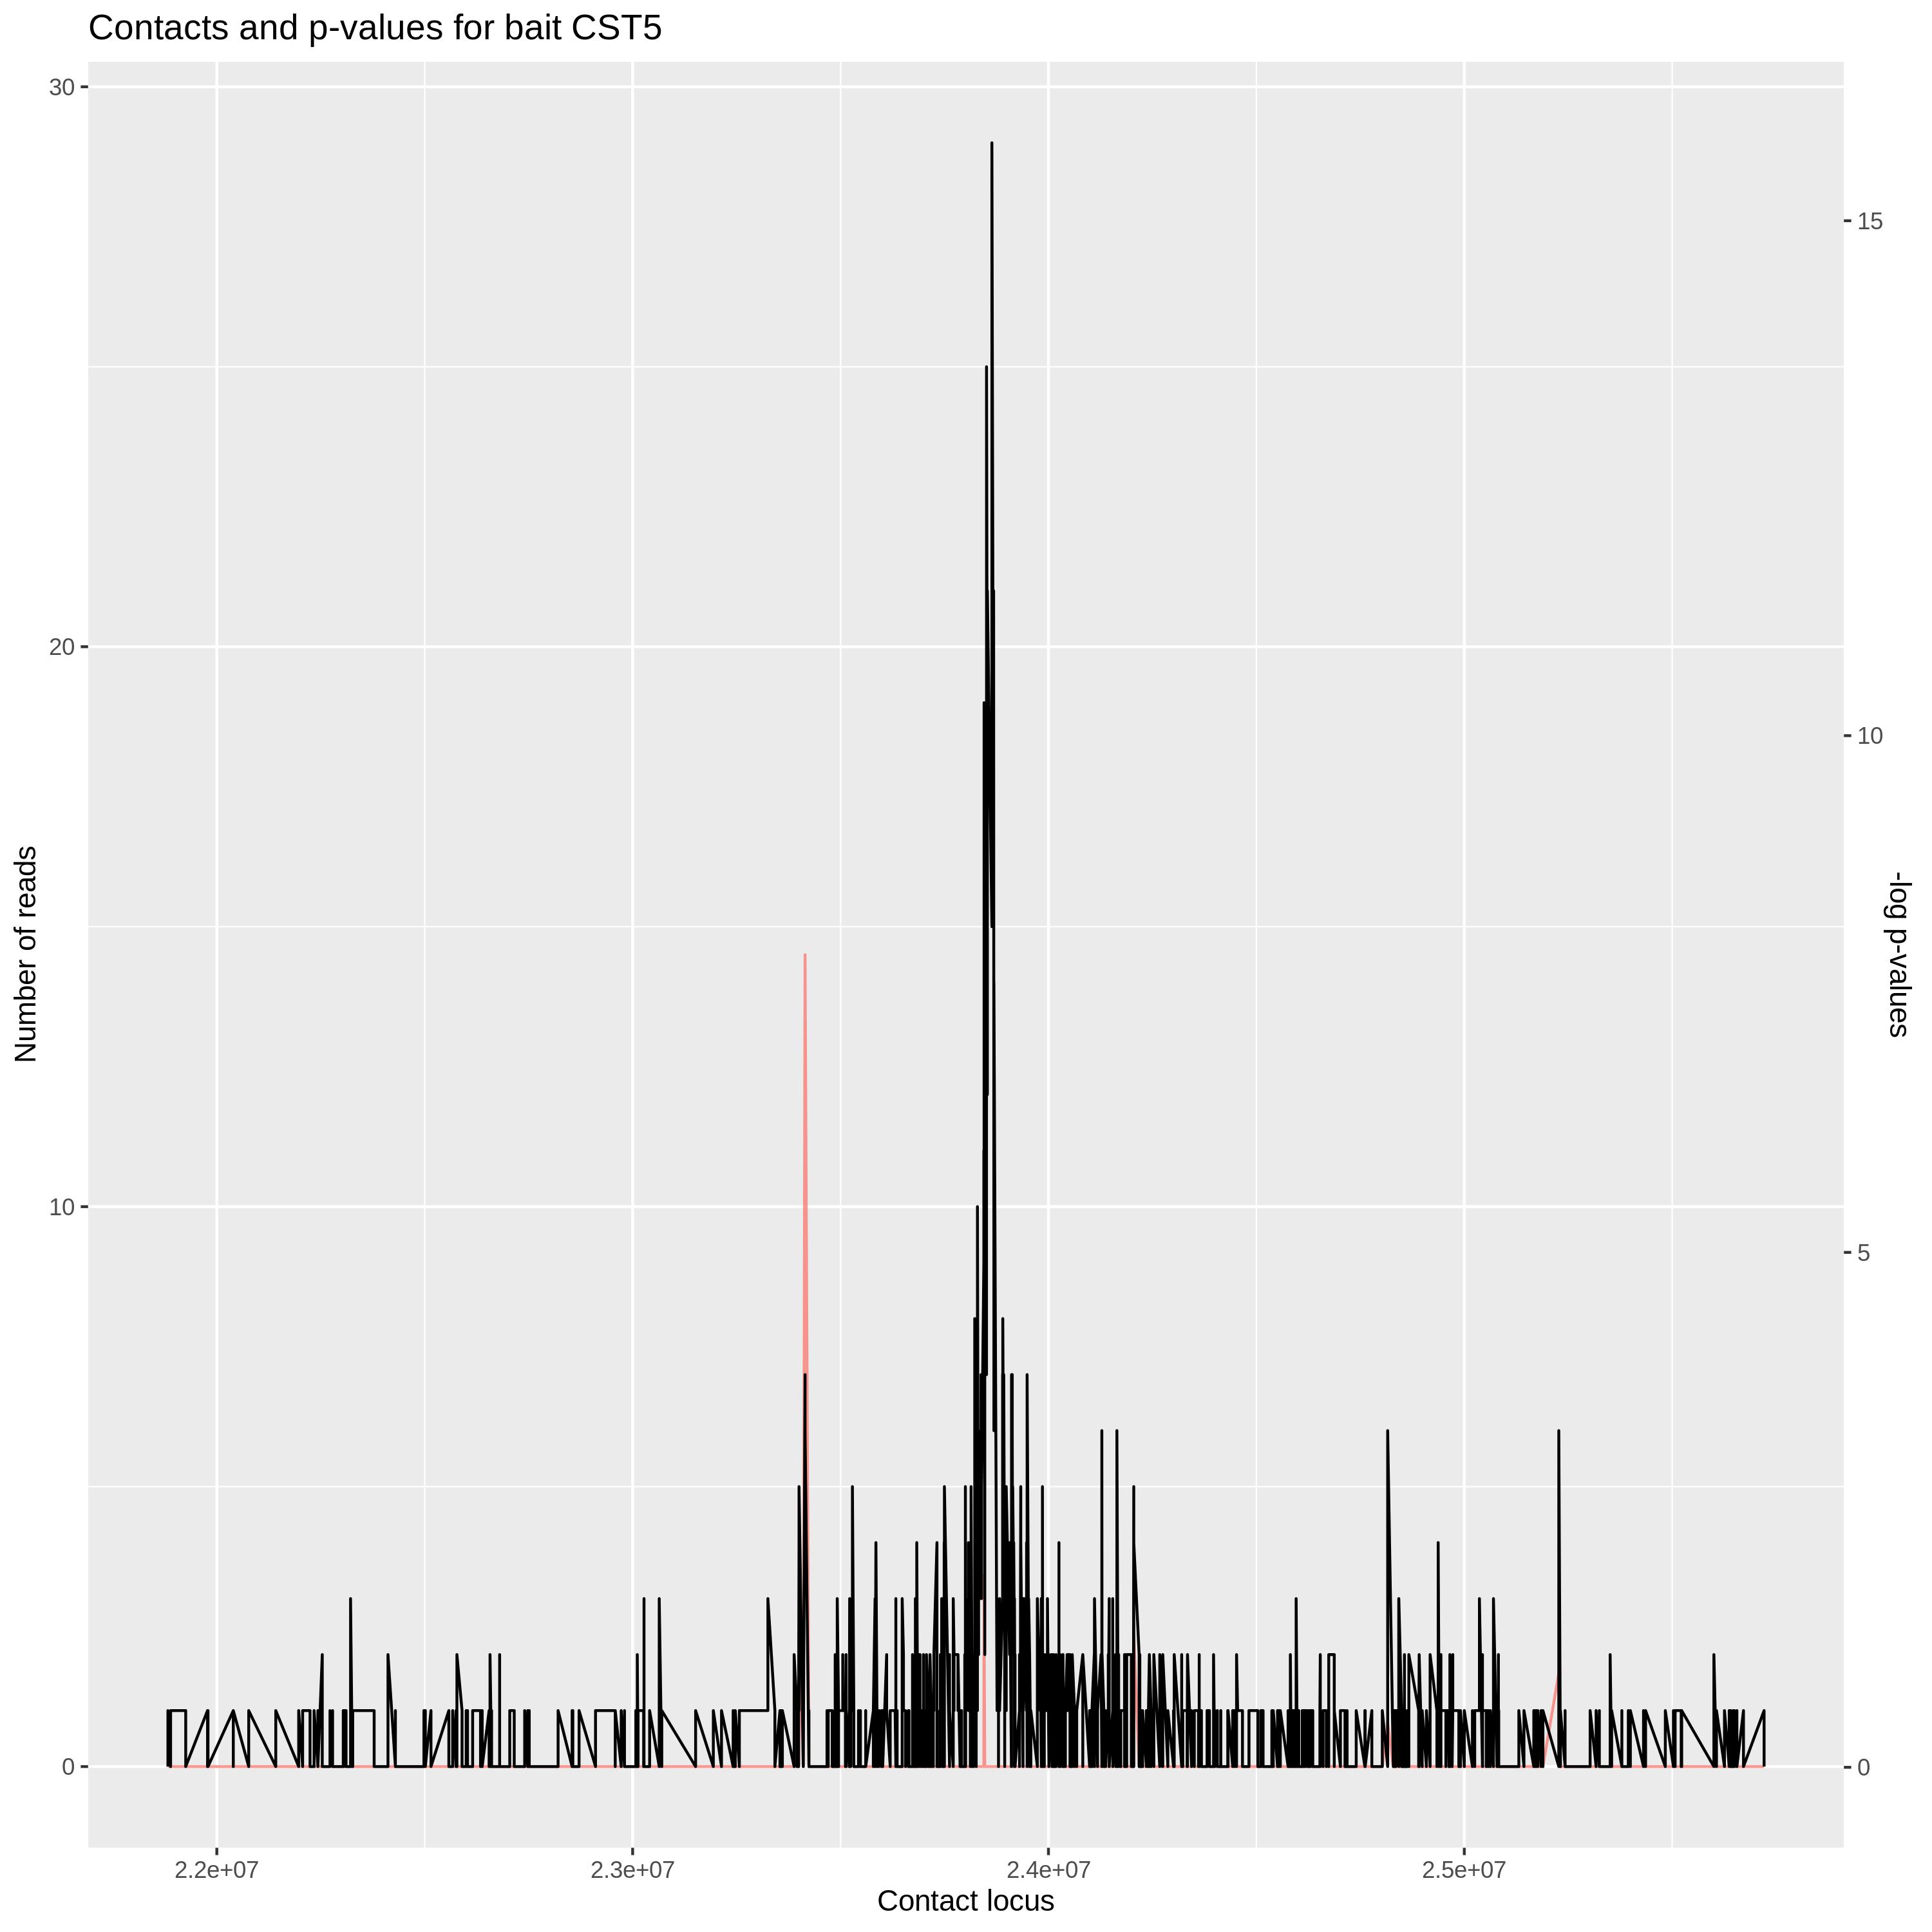 Contacts and p-values for bait CST5
30
20
10
0
Number of reads
15
10
5
0
-log p-values
2.2e+07
2.3e+07
2.4e+07
2.5e+07
Contact locus